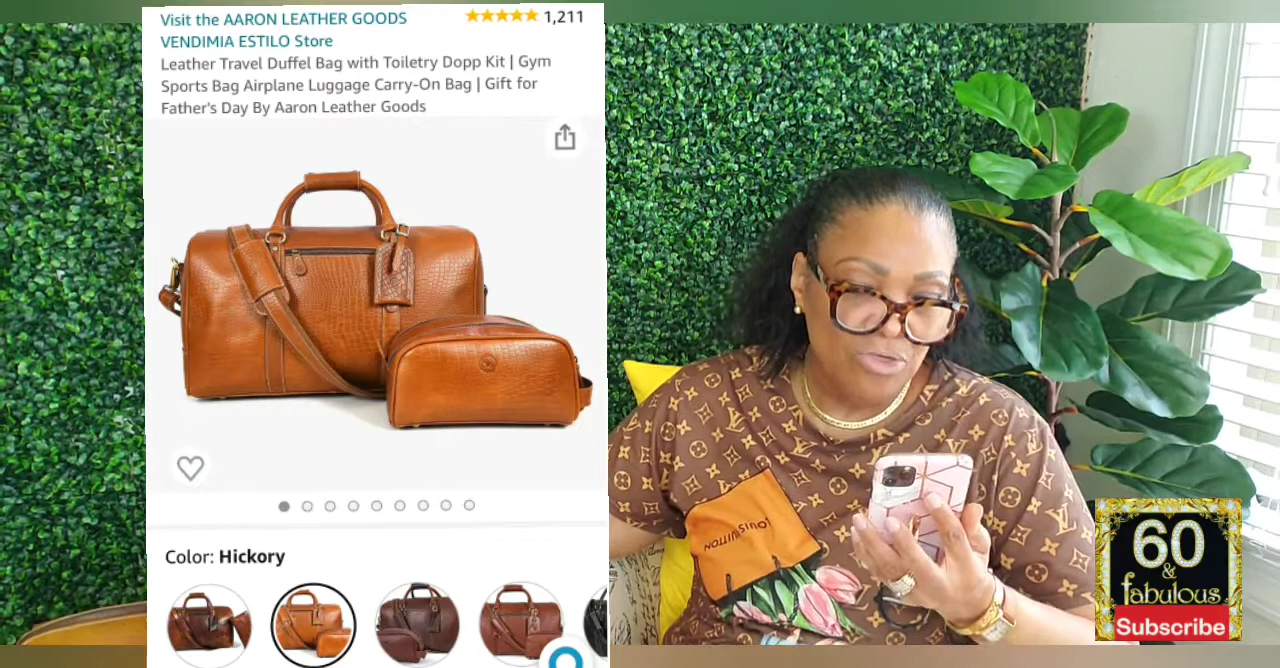 Visit the AARON LEATHER GOODS
VENDIMIA ESTILO Store
1,211
Leather Travel Duffel Bag with Toiletry Dopp Kit | Gym
Sports Bag Airplane Luggage Carry-On Bag | Gift for
Father's Day By Aaron Leather Goods
Color: Hickory
LOUIS VUITTON
60
&
fabulous
Subscribe